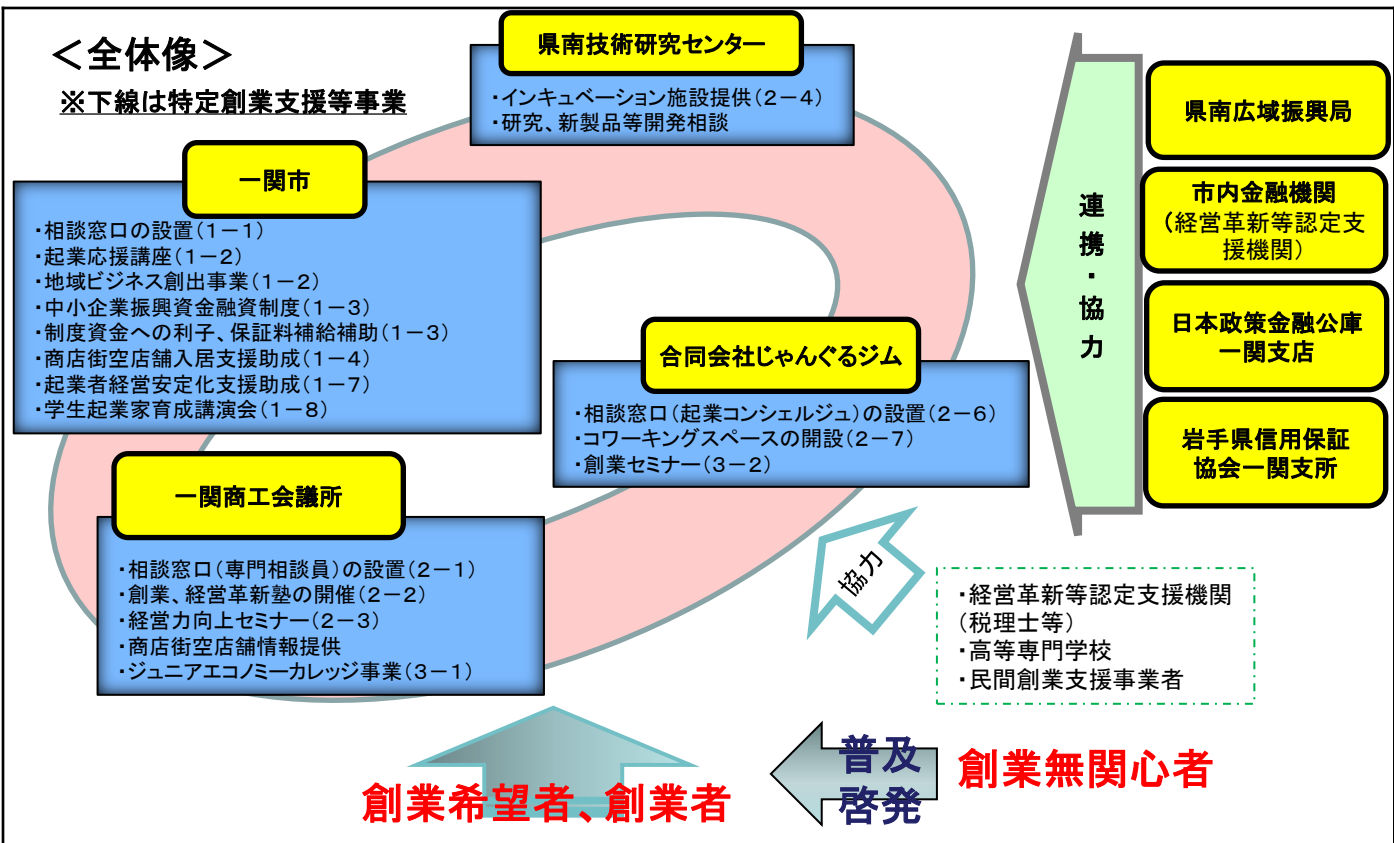 ＜全体像＞
※下線は特定創業支援等事業
県南技術研究センター
・インキュベーション施設提供（２－４）
・研究、新製品等開発相談
一関市
・相談窓口の設置（１－１）
・起業応援講座（１－２）
・地域ビジネス創出事業（１－２）
・中小企業振興資金融資制度（１－３）
・制度資金への利子、保証料補給補助（１－３）
・商店街空店舗入居支援助成（１－４）
・起業者経営安定化支援助成（１－７）
・学生起業家育成講演会（１－８）
合同会社じゃんぐるジム
・相談窓口（起業コンシェルジュ）の設置（２－６）
・コワーキングスペースの開設（２－７）
・創業セミナー（３－２）
一関商工会議所
・相談窓口（専門相談員）の設置（２－１）
・創業、経営革新塾の開催（２－２）
・経営力向上セミナー（２－３）
・商店街空店舗情報提供
・ジュニアエコノミーカレッジ事業（３－１）
連携・協力
県南広域振興局
市内金融機関
（経営革新等認定支
援機関）
日本政策金融公庫
一関支店
岩手県信用保証
協会一関支所
協力
・経営革新等認定支援機関
（税理士等）
・高等専門学校
・民間創業支援事業者
創業希望者、創業者
普及
啓発
創業無関心者